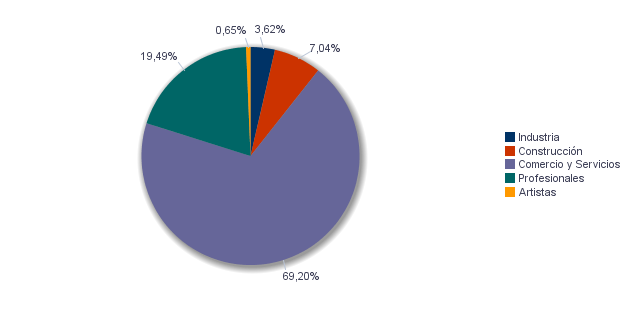 0,65%
3,62%
7,04%
19,49%
69,20%
Industria
Construcción
Comercio y Servicios
Profesionales
Artistas